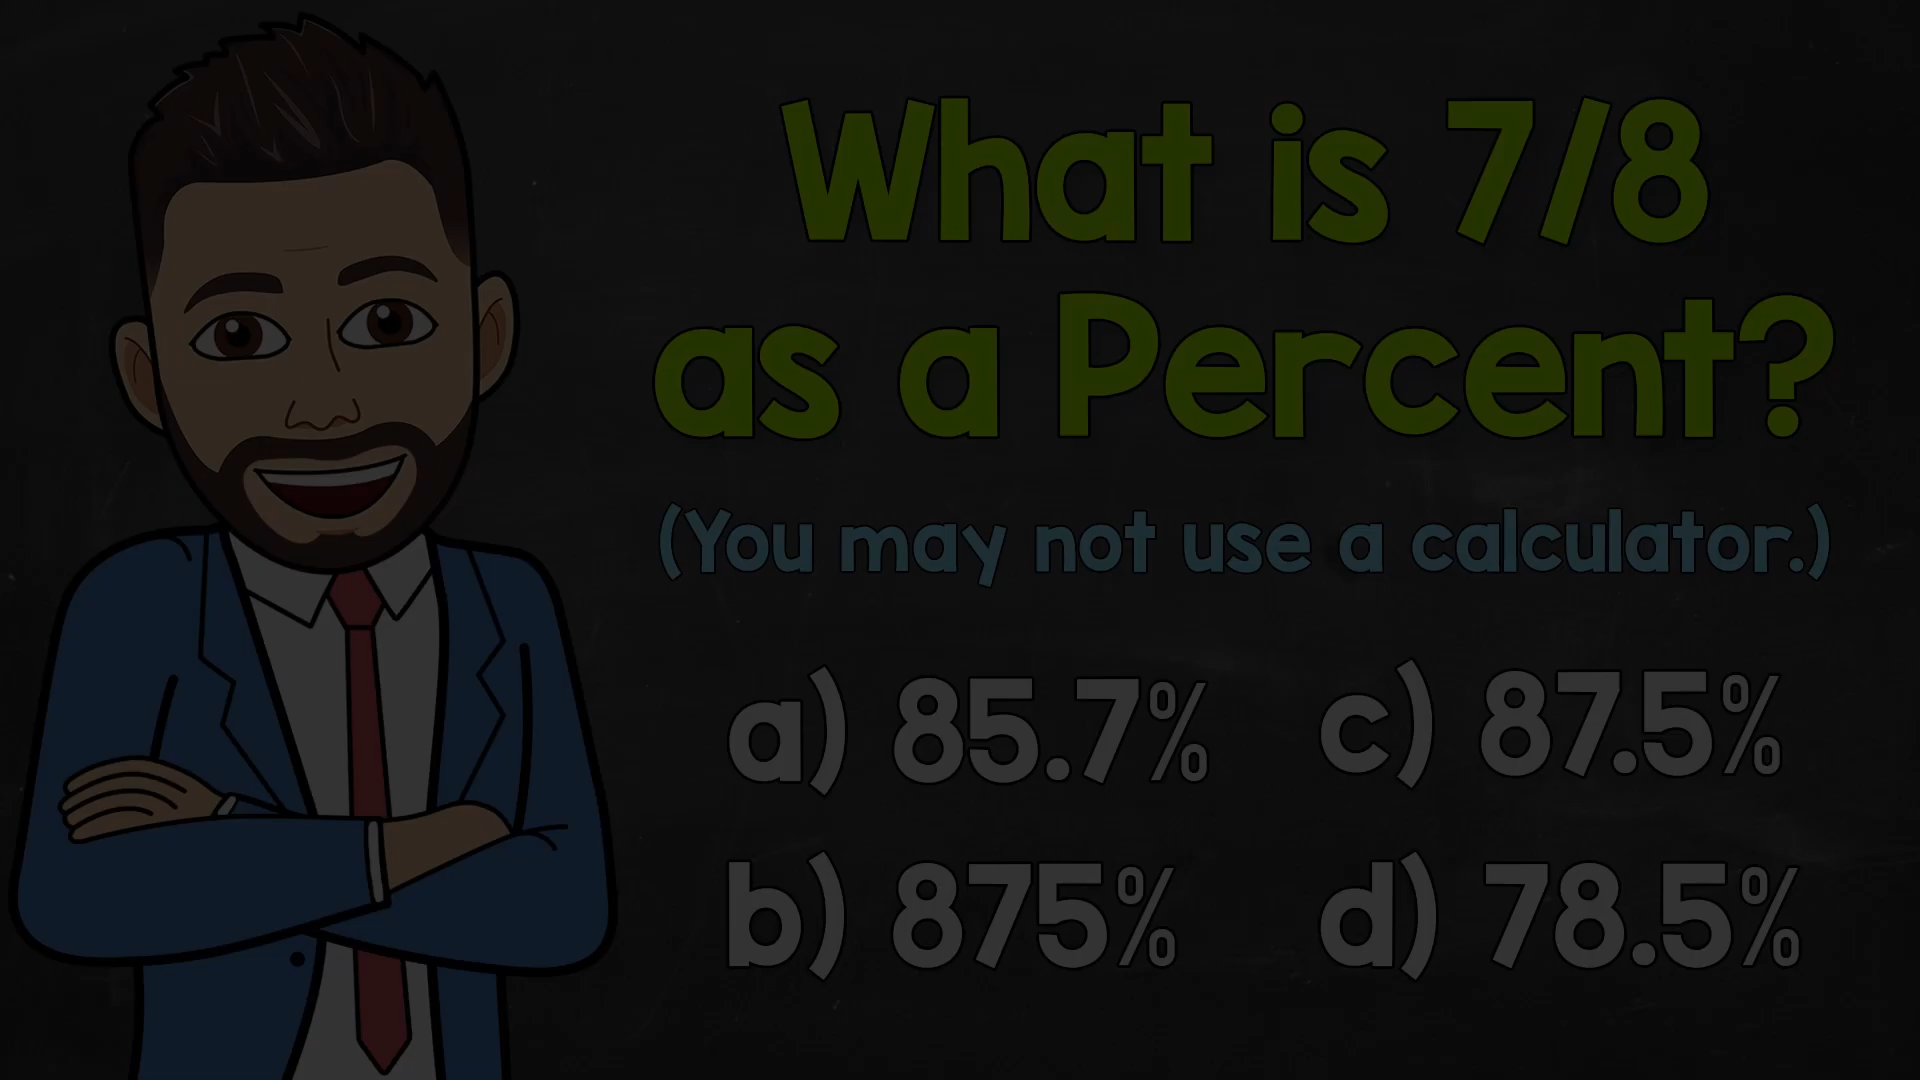 What is 7/8
as a Percent?
(You may not use a calculator.)
a) 85.7%
c) 87.5%
b) 875%
d) 78.5%